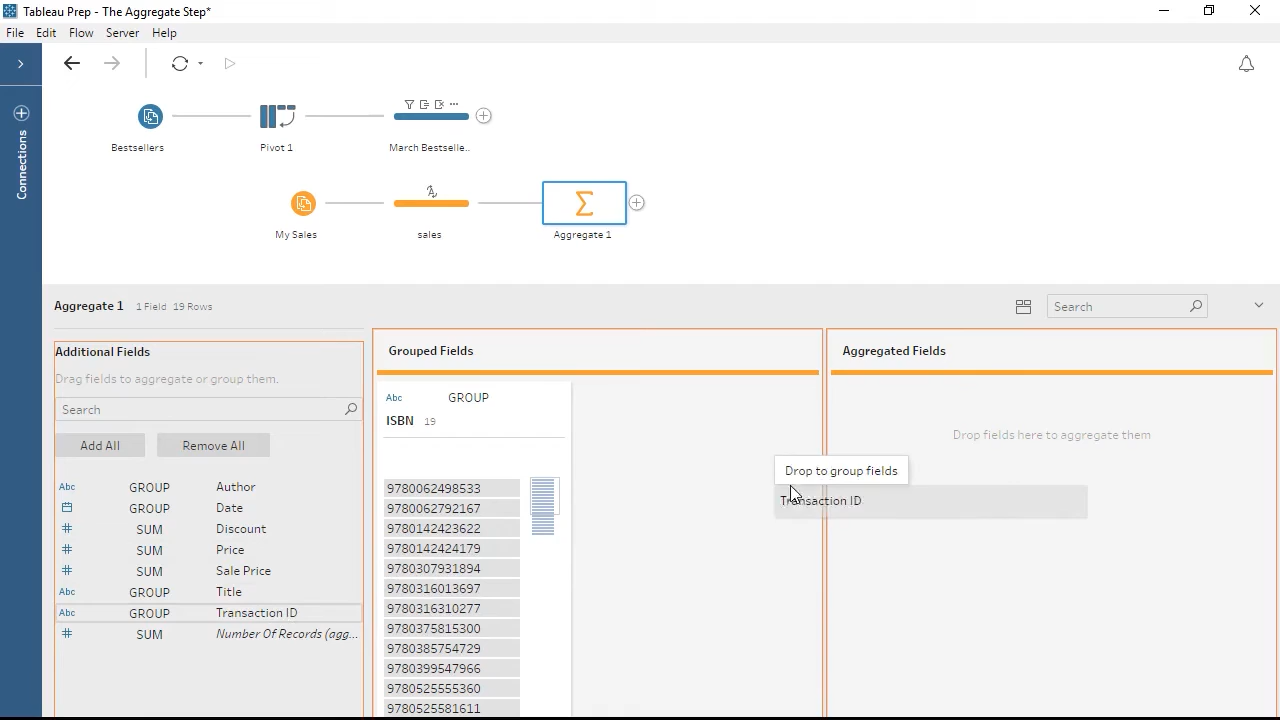 Tableau Prep - The Aggregate Step*
File Edit Flow Server Help
Connections
Bestsellers
Pivot 1
March Bestselle..
My Sales
sales
Aggregate 1
Aggregate 1 1 Field 19 Rows
Search
Additional Fields
Drag fields to aggregate or group them.
Search
Add All
Remove All
Abc GROUP Author
GROUP Date
# SUM Discount
# SUM Price
# SUM Sale Price
Abc GROUP Title
Abc GROUP Transaction ID
# SUM Number Of Records (agg...
Grouped Fields
Abc GROUP
ISBN 19
9780062498533
9780062792167
9780142423622
9780142424179
9780307931894
9780316013697
9780316310277
9780375815300
9780385754729
9780399547966
9780525555360
9780525581611
Aggregated Fields
Drop fields here to aggregate them
Drop to group fields
Transaction ID